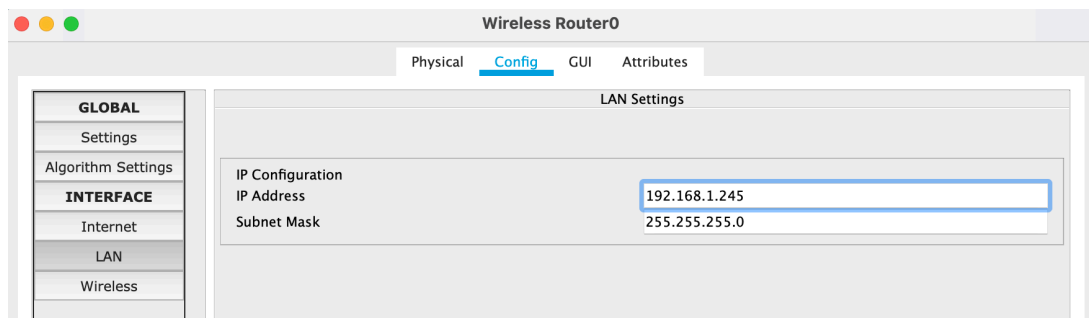 Wireless Router0
Physical Config GUI Attributes
GLOBAL
Settings
Algorithm Settings
INTERFACE
Internet
LAN
Wireless
LAN Settings
IP Configuration
IP Address 192.168.1.245
Subnet Mask 255.255.255.0